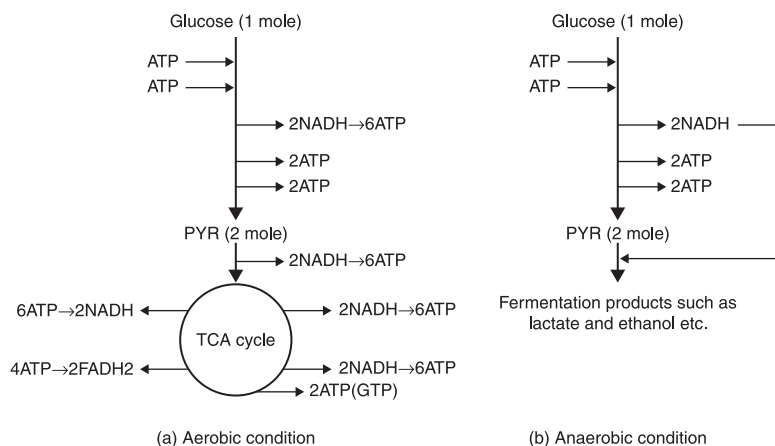 Glucose (1 mole)
ATP
ATP
2NADH→6ATP
2ATP
2ATP
PYR (2 mole)
2NADH→6ATP
6ATP→2NADH
2NADH→6ATP
TCA cycle
4ATP→2FADH2
2NADH→6ATP
2ATP(GTP)
(a) Aerobic condition
Glucose (1 mole)
ATP
ATP
2NADH
2ATP
2ATP
PYR (2 mole)
Fermentation products such as
lactate and ethanol etc.
(b) Anaerobic condition